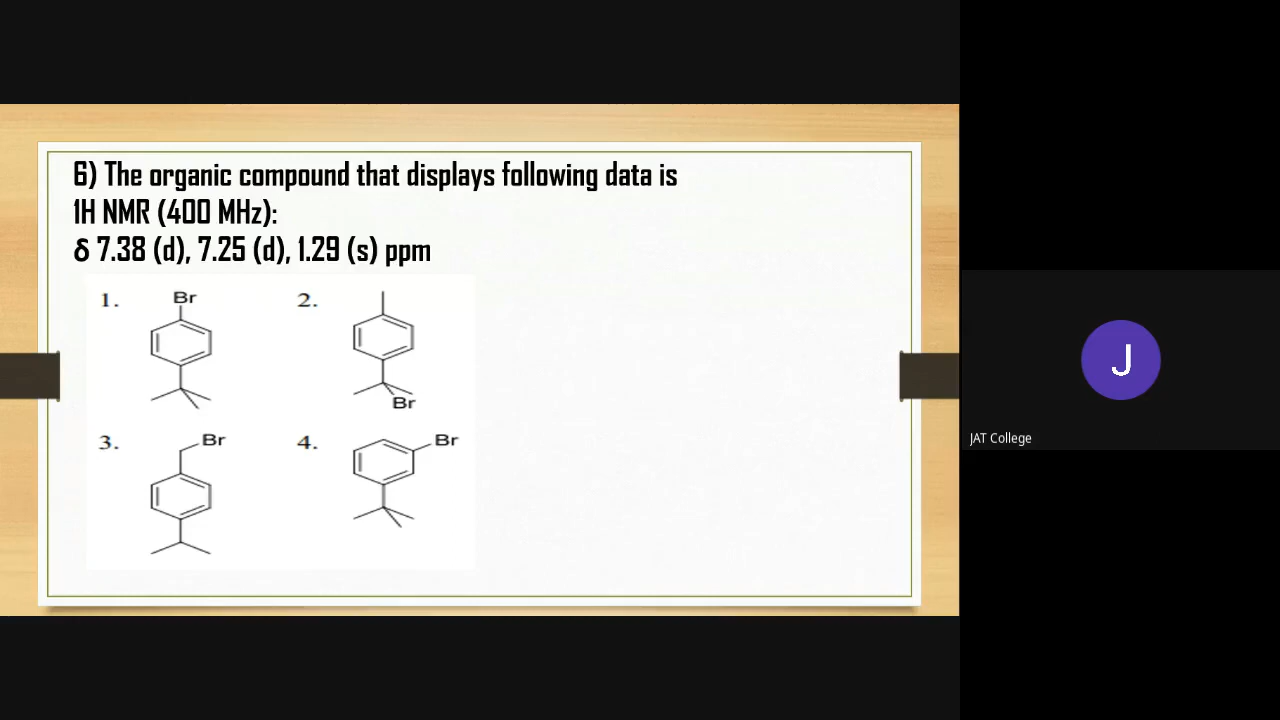 6) The organic compound that displays following data is
1H NMR (400 MHz):
δ 7.38 (d), 7.25 (d), 1.29 (s) ppm
1. Br
2.
Br
3. Br
4. Br
J
JAT College